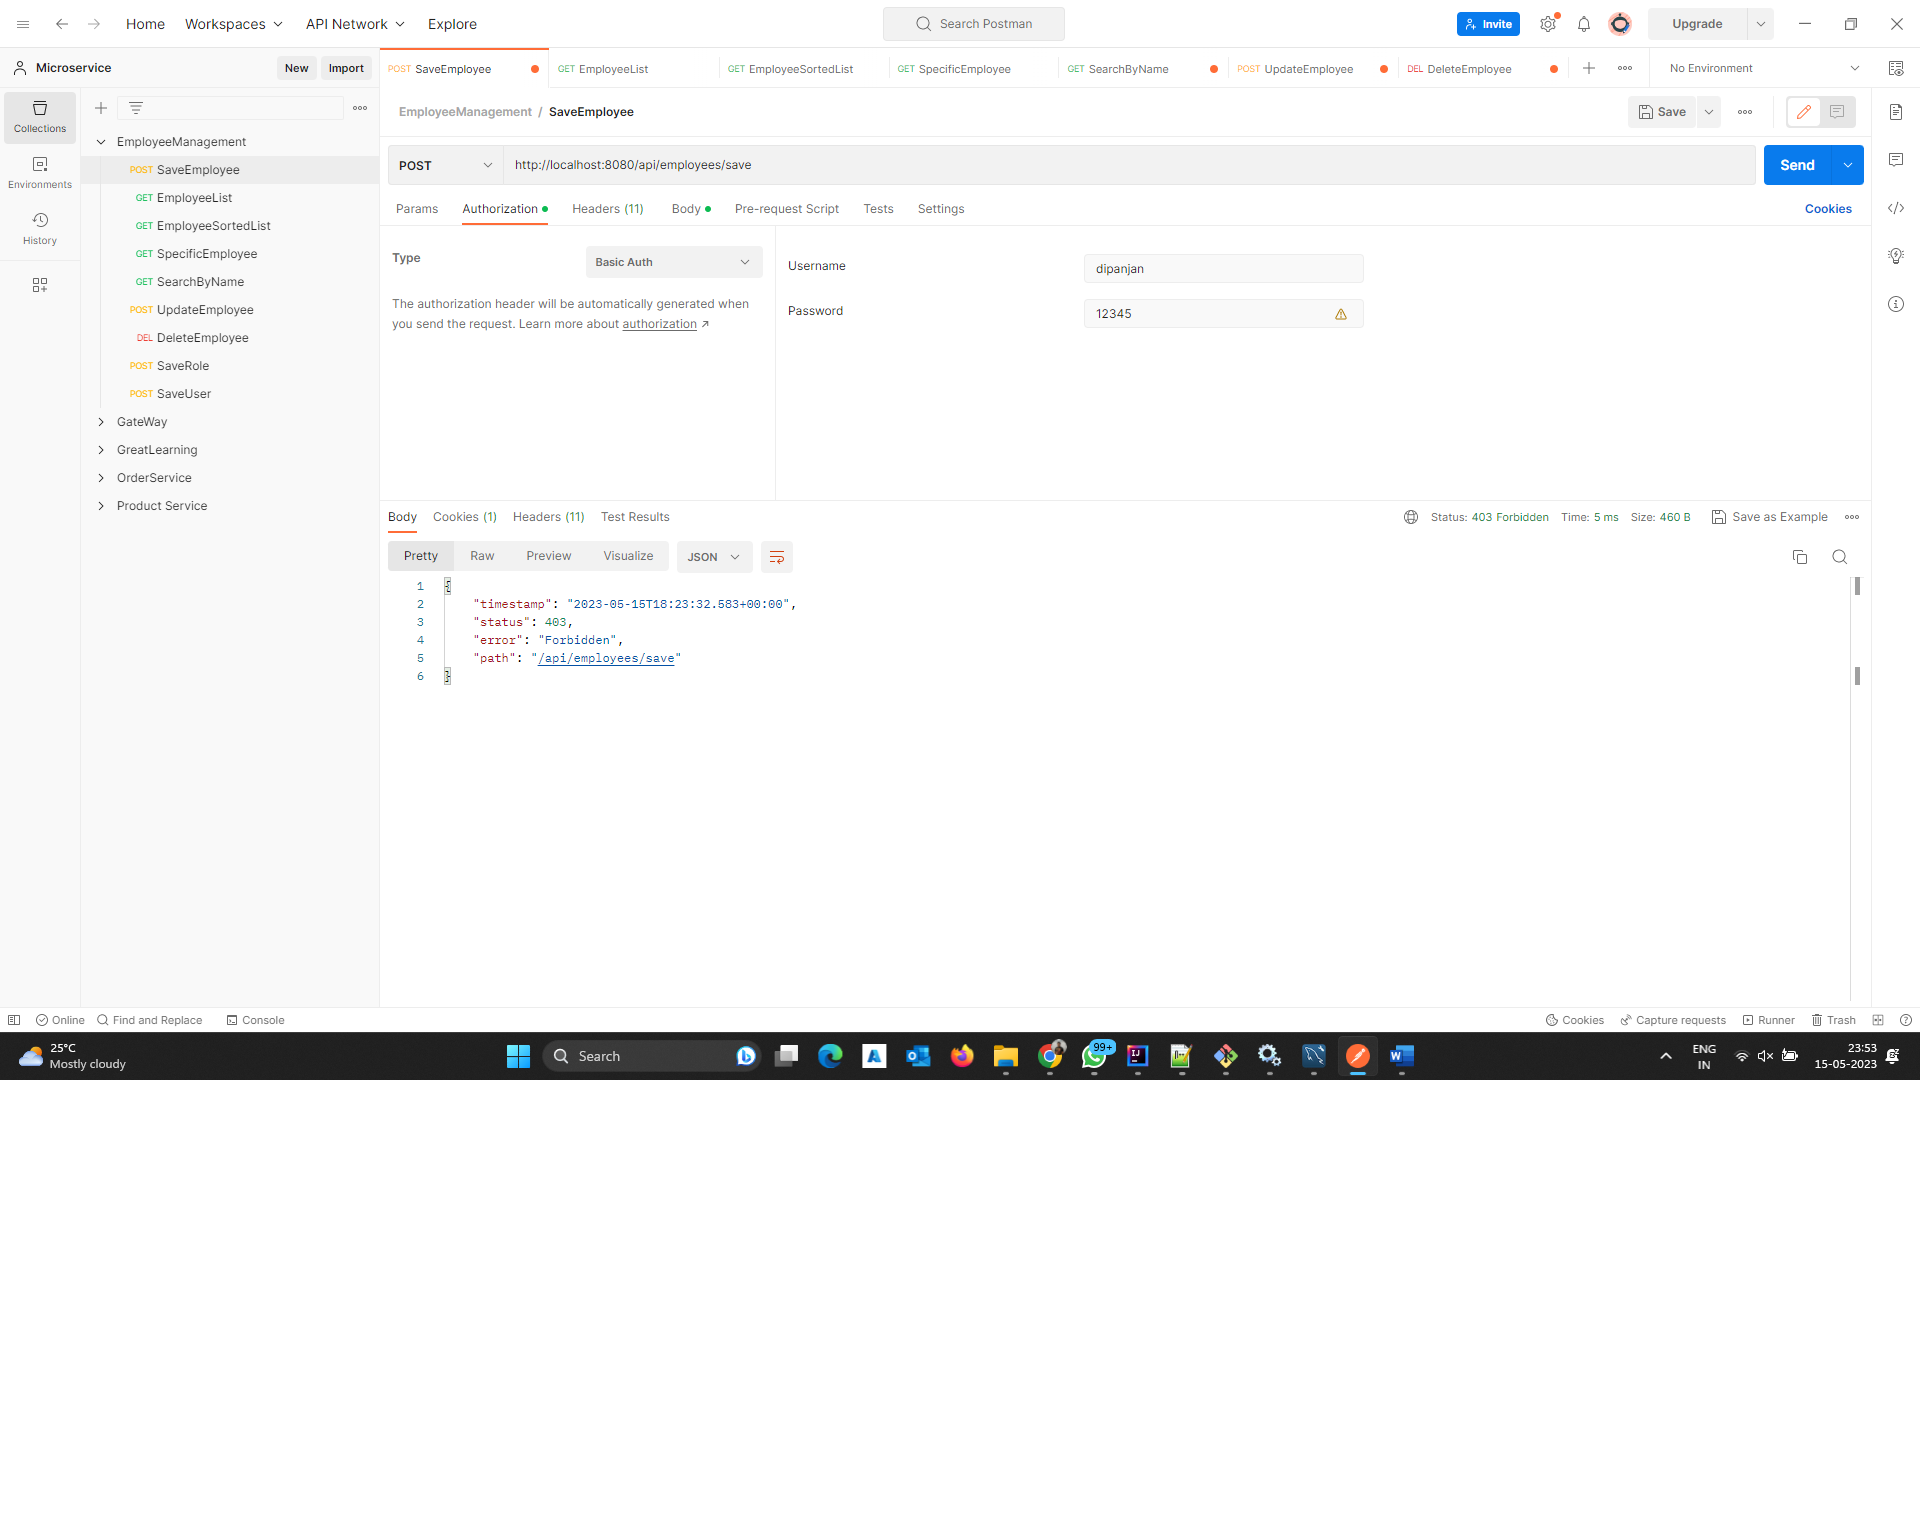 Home Workspaces API Network Explore Search Postman Invite Upgrade
Microservice New Import POST SaveEmployee GET EmployeeList GET EmployeeSortedList GET SpecificEmployee GET SearchByName POST UpdateEmployee DEL DeleteEmployee No Environment
Collections
Environments
History
EmployeeManagement
POST SaveEmployee
GET EmployeeList
GET EmployeeSortedList
GET SpecificEmployee
GET SearchByName
POST UpdateEmployee
DEL DeleteEmployee
POST SaveRole
POST SaveUser
GateWay
GreatLearning
OrderService
Product Service
EmployeeManagement / SaveEmployee Save
POST http://localhost:8080/api/employees/save Send
Params Authorization Headers (11) Body Pre-request Script Tests Settings Cookies
Type Basic Auth
The authorization header will be automatically generated when
you send the request. Learn more about authorization ↗
Username dipanjan
Password 12345
Body Cookies (1) Headers (11) Test Results Status: 403 Forbidden Time: 5 ms Size: 460 B Save as Example
Pretty Raw Preview Visualize JSON
1 {
2 "timestamp": "2023-05-15T18:23:32.583+00:00",
3 "status": 403,
4 "error": "Forbidden",
5 "path": "/api/employees/save"
6 }
Online Find and Replace Console Cookies Capture requests Runner Trash
25°C
Mostly cloudy
Search
99+
ENG
IN
23:53
15-05-2023